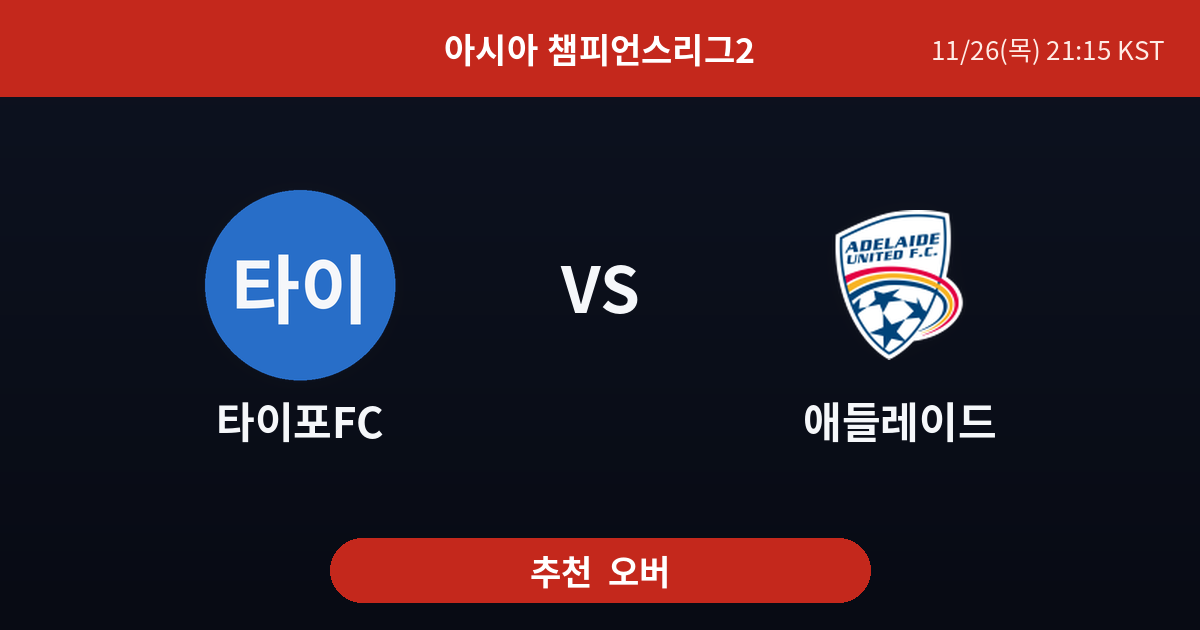 아시아 챔피언스리그2
11/26(목) 21:15 KST
타이
VS
ADELAIDE
UNITED F.C.
타이포FC
애들레이드
추천 오버